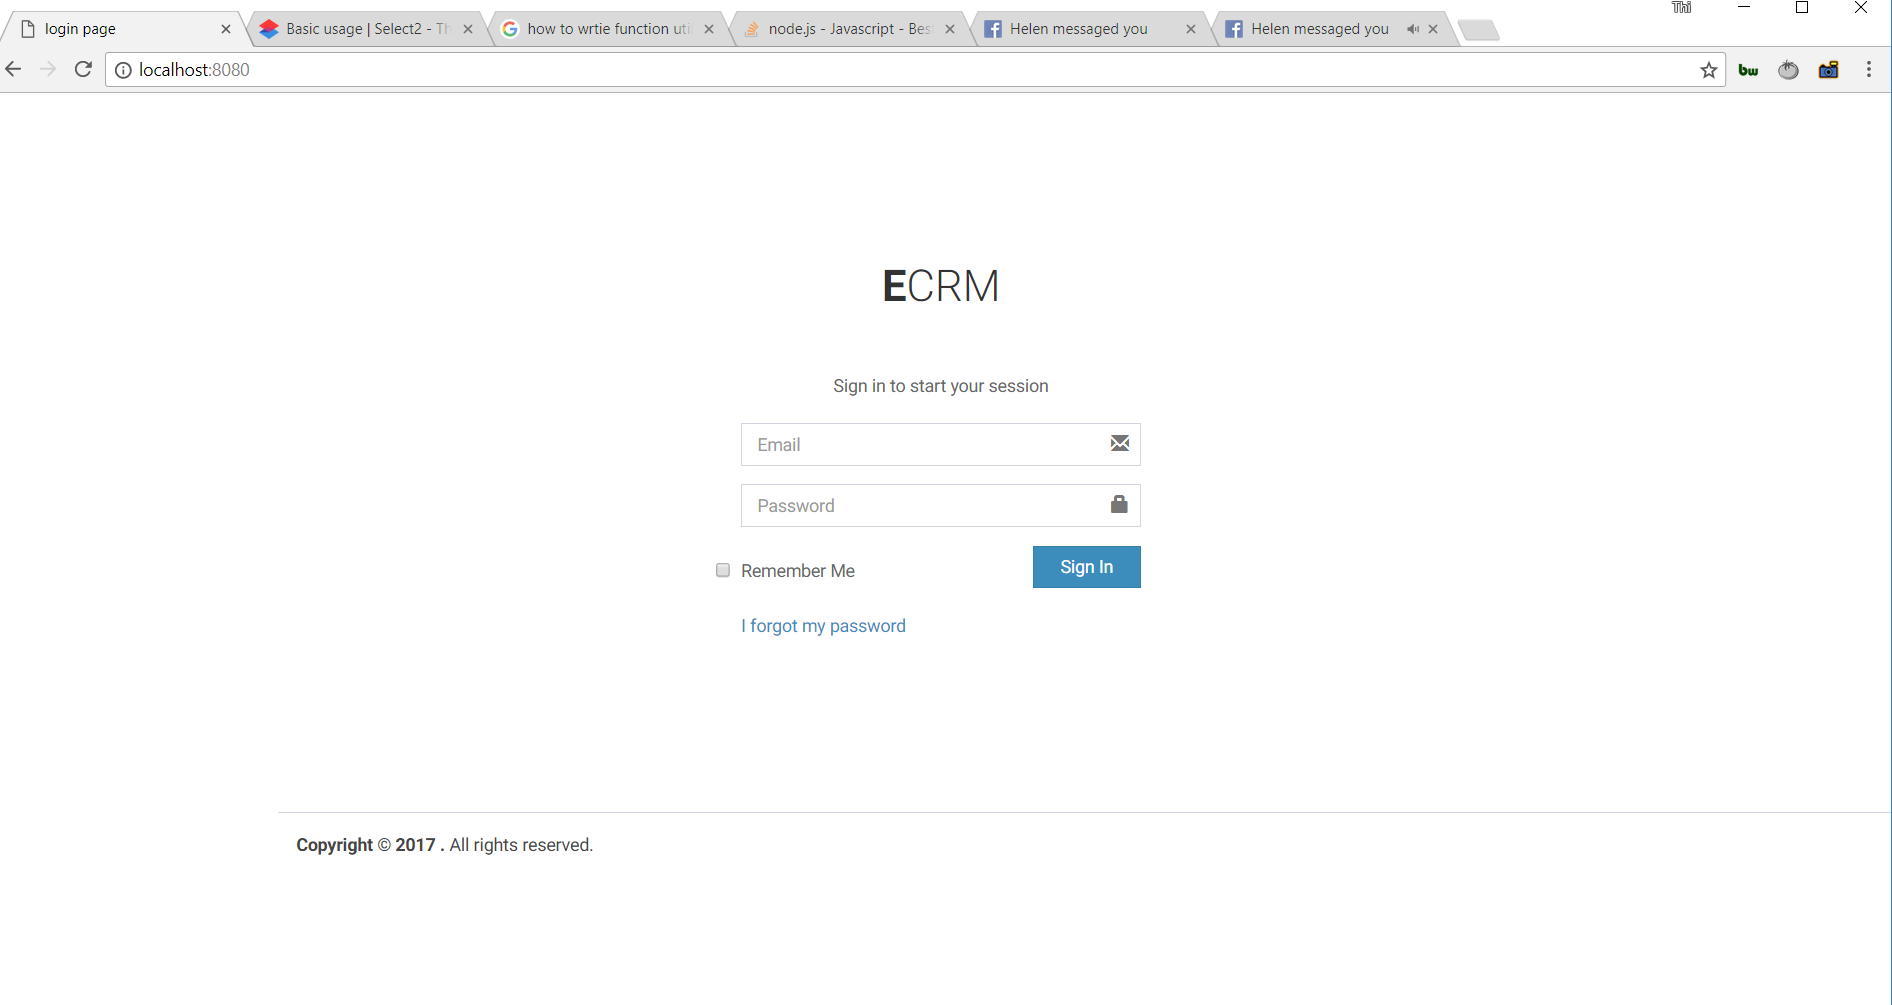 Thi
login page
Basic usage | Select2 - Th
how to wrtie function uti
node.js - Javascript - Bes
Helen messaged you
Helen messaged you
localhost:8080
bw
ECRM
Sign in to start your session
Email
Password
Remember Me
Sign In
I forgot my password
Copyright © 2017 . All rights reserved.